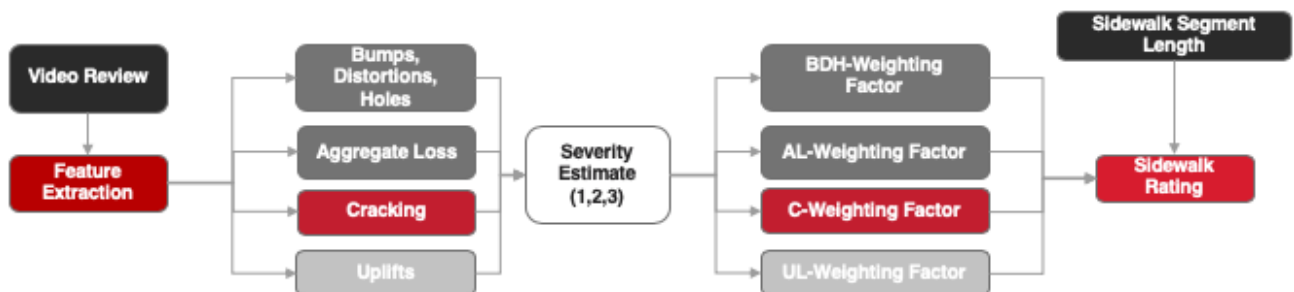 Video Review
Feature
Extraction
Bumps,
Distortions,
Holes
Aggregate Loss
Cracking
Uplifts
Severity
Estimate
(1,2,3)
BDH-Weighting
Factor
AL-Weighting Factor
C-Weighting Factor
UL-Weighting Factor
Sidewalk Segment
Length
Sidewalk
Rating